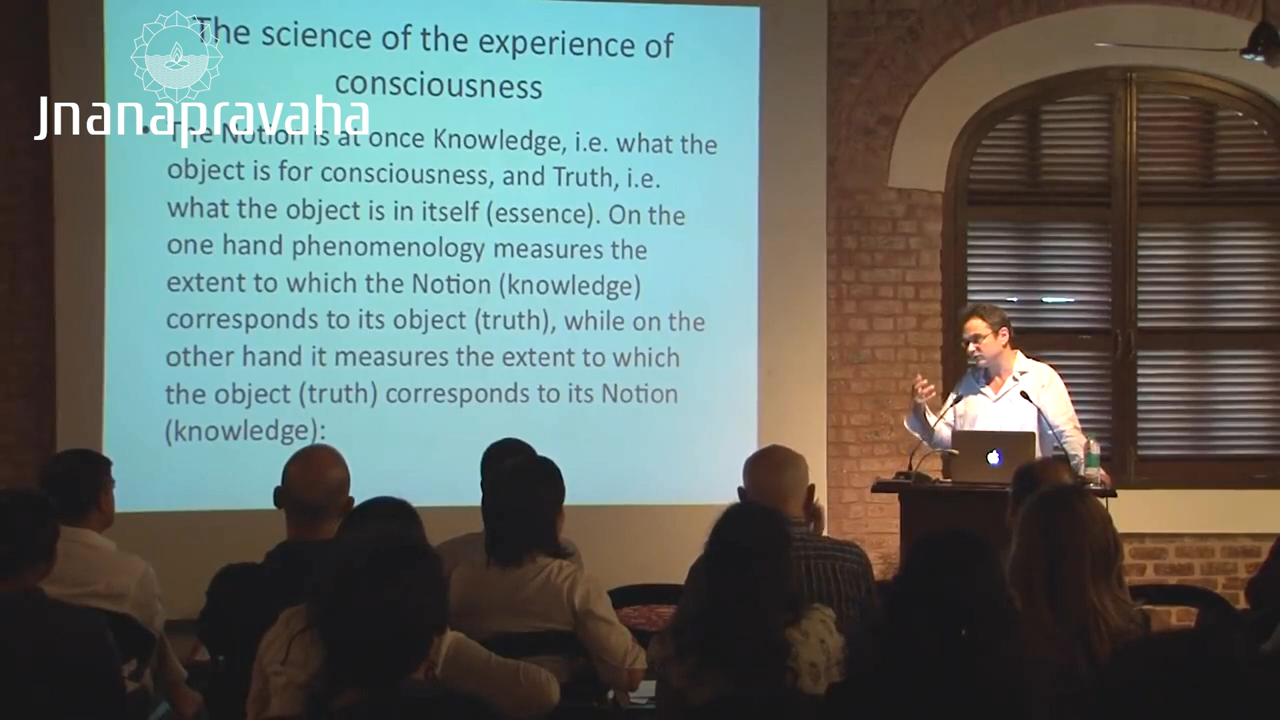 The science of the experience of
consciousness
Jnanapravaha
• The Notion is at once Knowledge, i.e. what the
object is for consciousness, and Truth, i.e.
what the object is in itself (essence). On the
one hand phenomenology measures the
extent to which the Notion (knowledge)
corresponds to its object (truth), while on the
other hand it measures the extent to which
the object (truth) corresponds to its Notion
(knowledge):